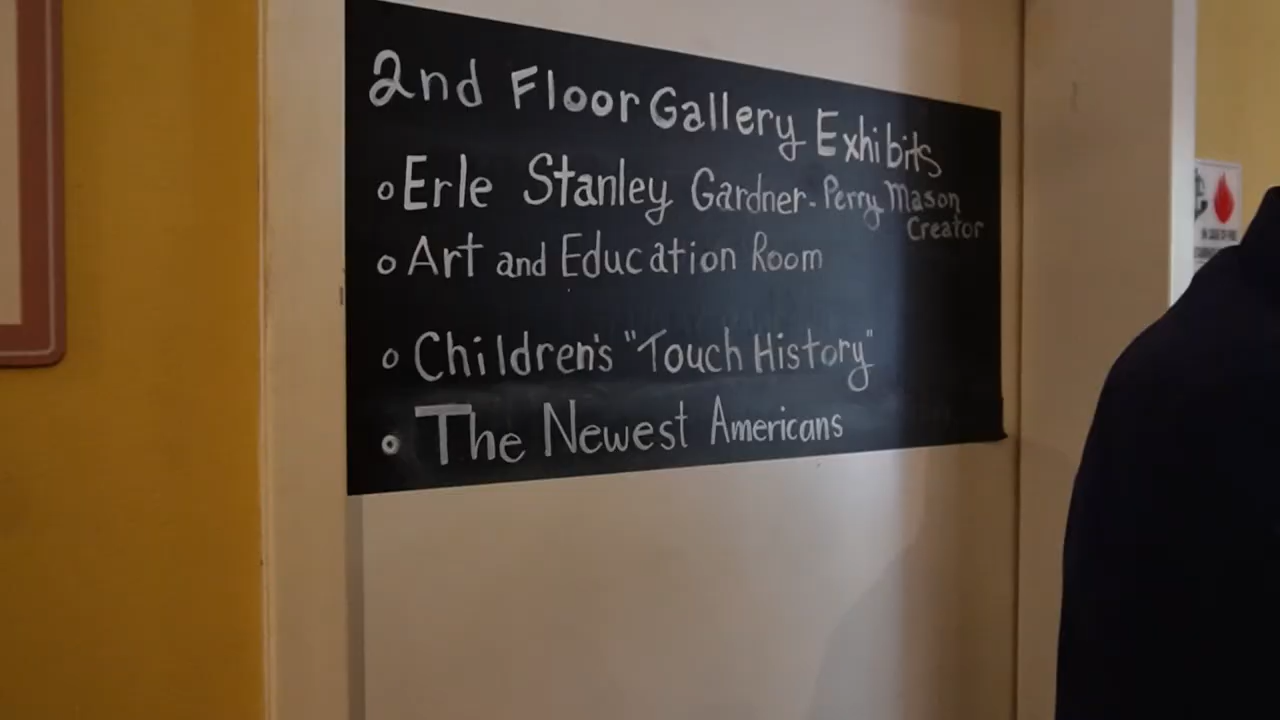 2nd Floor Gallery Exhibits
Erle Stanley Gardner - Perry Mason
Creator
Art and Education Room
Children's "Touch History"
The Newest Americans